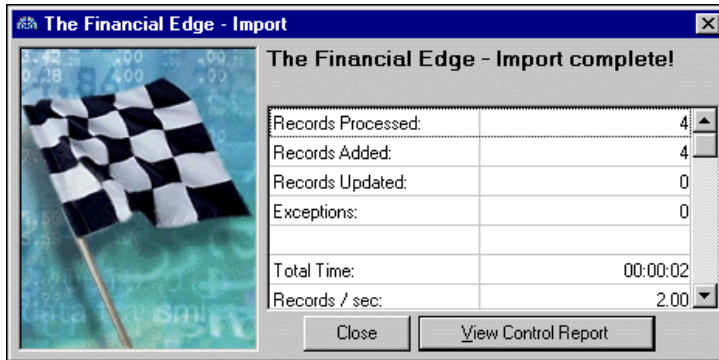 The Financial Edge - Import
The Financial Edge - Import complete!
Records Processed: 4
Records Added: 4
Records Updated: 0
Exceptions: 0
Total Time: 00:00:02
Records / sec: 2.00
Close View Control Report